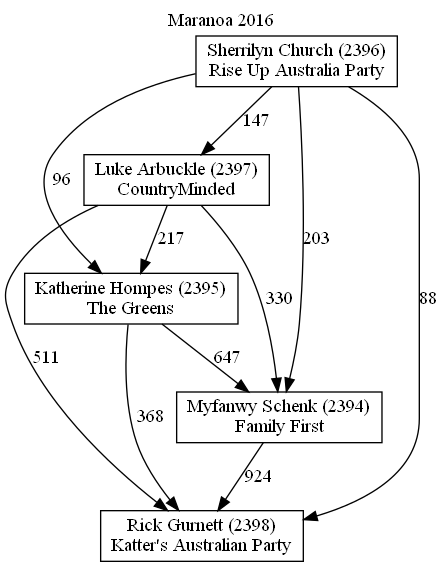 Maranoa 2016
Sherrilyn Church (2396)
Rise Up Australia Party
147
Luke Arbuckle (2397)
CountryMinded
96
217
203
Katherine Hompes (2395)
The Greens
330
88
511
647
368
Myfanwy Schenk (2394)
Family First
924
Rick Gurnett (2398)
Katter's Australian Party